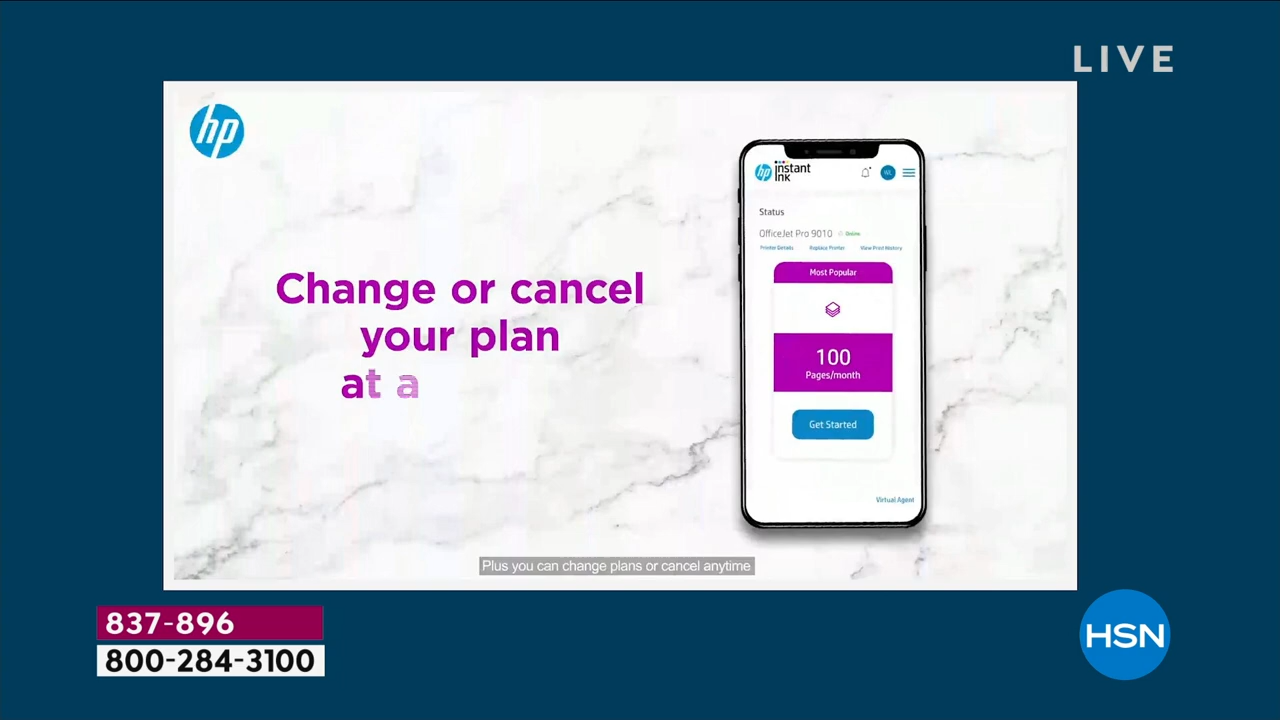 LIVE
hp
Change or cancel
your plan
at a
hp instant ink
WL
Status
OfficeJet Pro 9010 Online
Printer Details Replace Printer View Print History
Most Popular
100
Pages/month
Get Started
Virtual Agent
Plus you can change plans or cancel anytime
837-896
800-284-3100
HSN